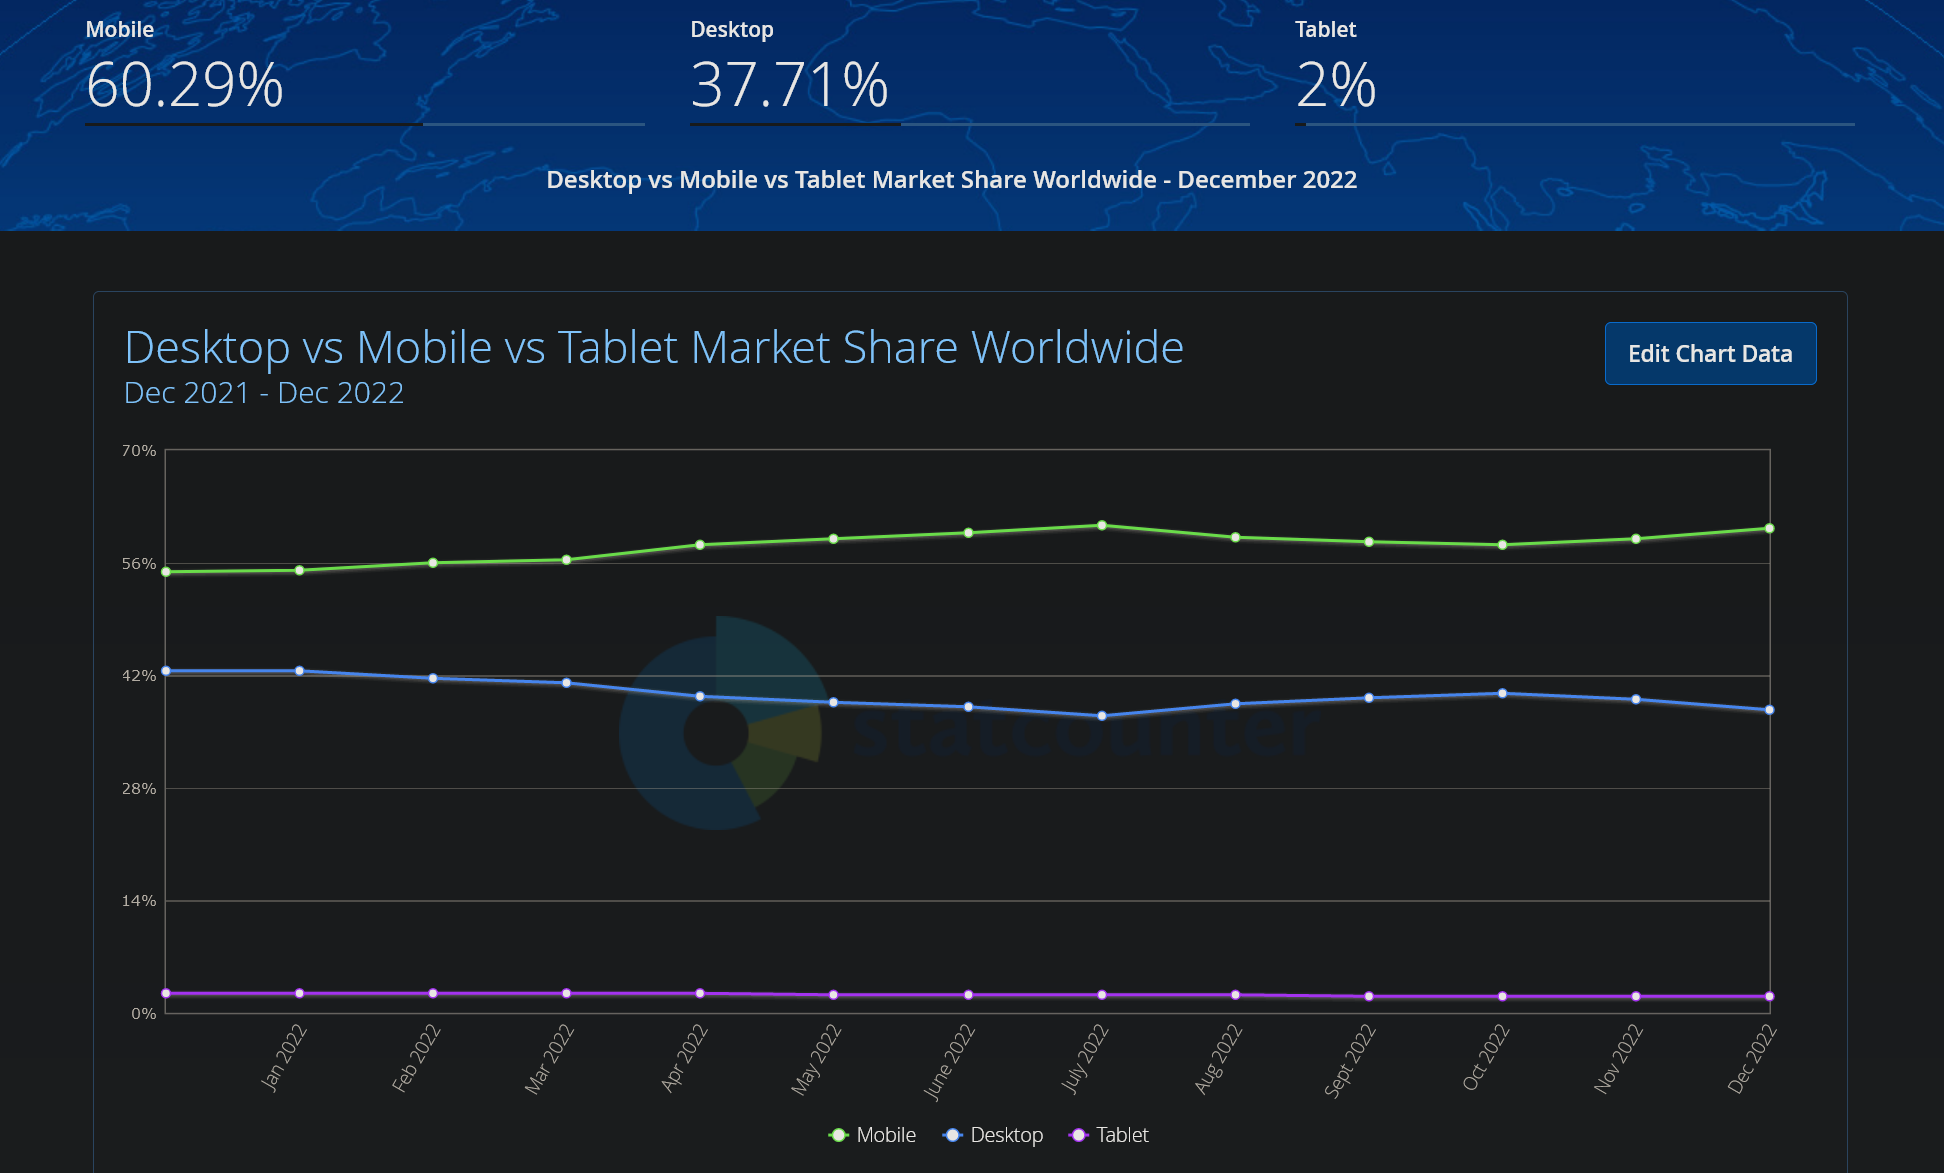 Mobile
60.29%
Desktop
37.71%
Tablet
2%
Desktop vs Mobile vs Tablet Market Share Worldwide - December 2022
Desktop vs Mobile vs Tablet Market Share Worldwide
Dec 2021 - Dec 2022
Edit Chart Data
70%
56%
42%
28%
14%
0%
statcounter
Jan 2022
Feb 2022
Mar 2022
Apr 2022
May 2022
June 2022
July 2022
Aug 2022
Sept 2022
Oct 2022
Nov 2022
Dec 2022
Mobile
Desktop
Tablet